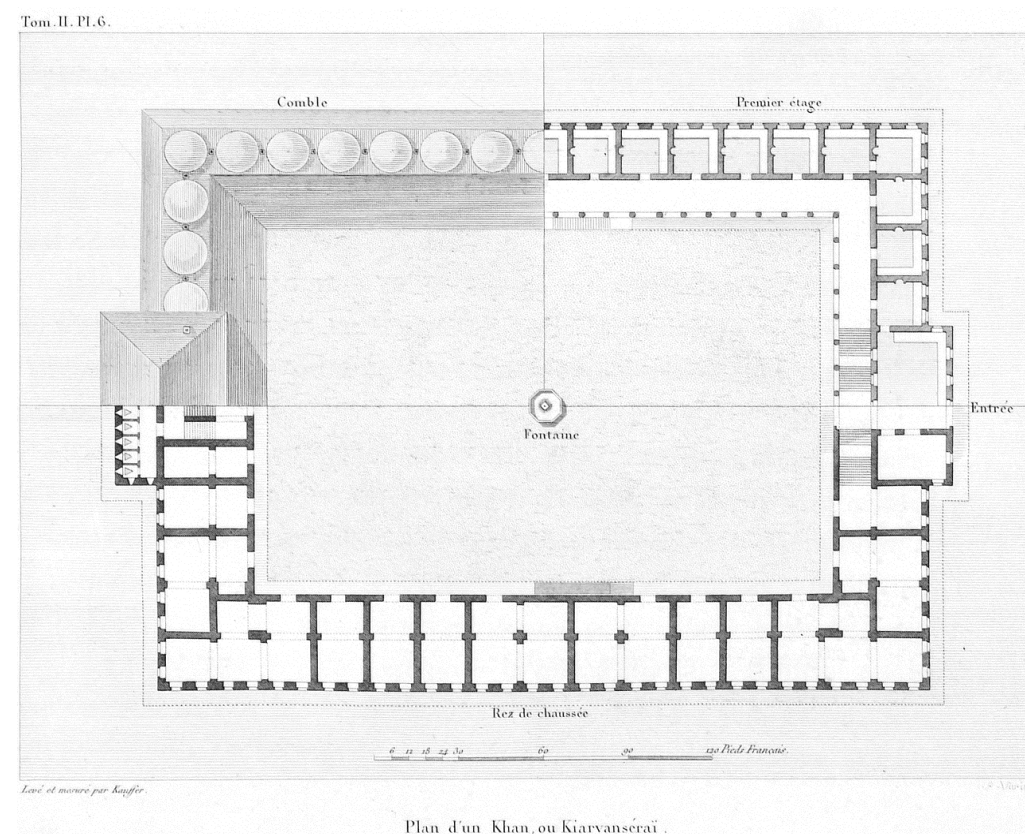 Tom. II. Pl. 6.
Comble
Premier étage
Entrée
Fontaine
Rez de chaussée
6 12 18 24 30 60 90 120 Pieds Français.
Levé et mesuré par Kauffer.
Plan d'un Khan, ou Kiarvanséraï.